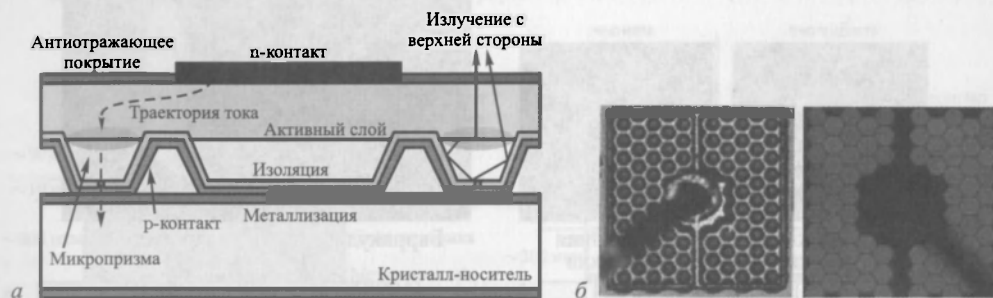 Антиотражающее
покрытие
n-контакт
Излучение с
верхней стороны
Траектория тока
Активный слой
Изоляция
Металлизация
p-контакт
Микропризма
Кристалл-носитель
а
б